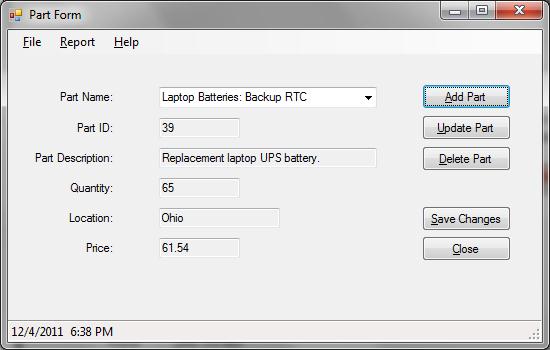 Part Form
File Report Help
Part Name: Laptop Batteries: Backup RTC Add Part
Part ID: 39 Update Part
Part Description: Replacement laptop UPS battery. Delete Part
Quantity: 65
Location: Ohio Save Changes
Price: 61.54 Close
12/4/2011 6:38 PM